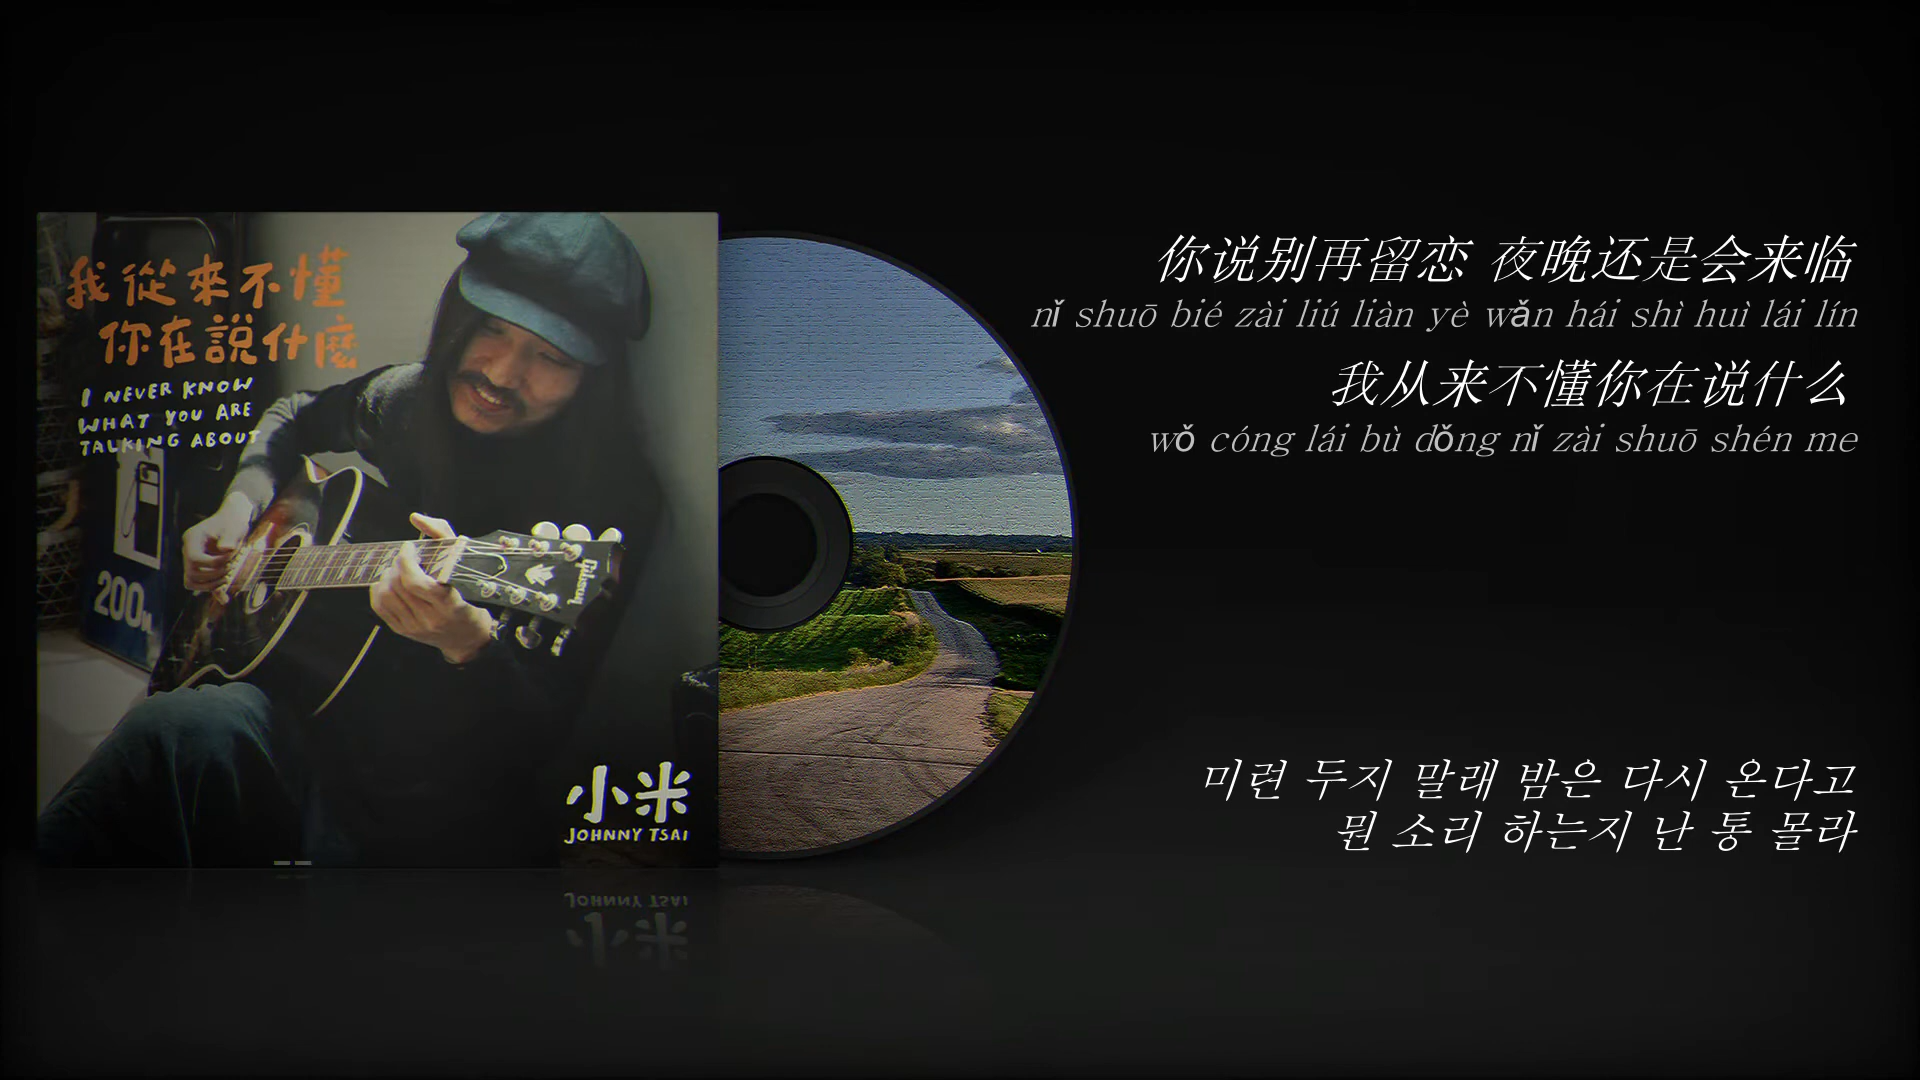 我從來不懂
你在說什麼
I NEVER KNOW
WHAT YOU ARE
TALKING ABOUT
200
Gibson
小米
JOHNNY TSAI
你说别再留恋 夜晚还是会来临
nǐ shuō bié zài liú liàn yè wǎn hái shì huì lái lín
我从来不懂你在说什么
wǒ cóng lái bù dǒng nǐ zài shuō shén me
미련 두지 말래 밤은 다시 온다고
뭔 소리 하는지 난 통 몰라